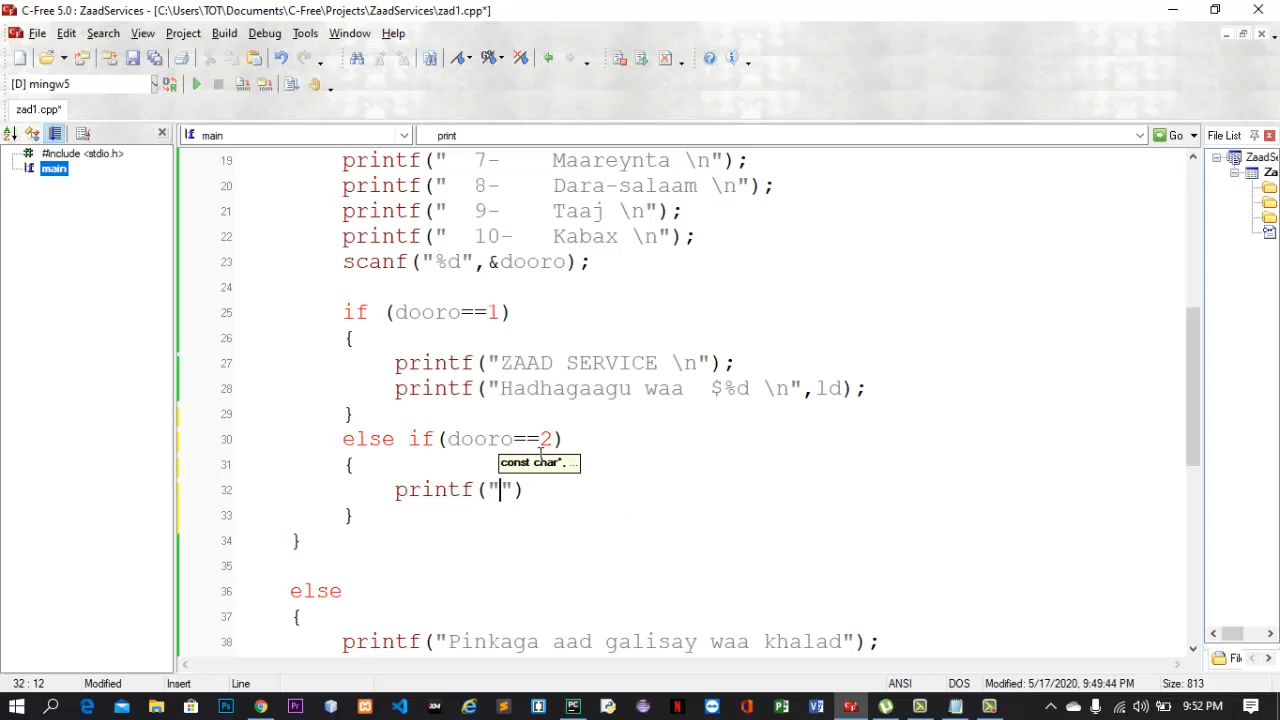 C-Free 5.0 : ZaadServices - [C:\Users\TOT\Documents\C-Free\Projects\ZaadServices\zad1.cpp*]
File Edit Search View Project Build Debug Tools Window Help
[D] mingw5
zad1.cpp*
main print Go File List
#include <stdio.h>
main
ZaadSe
Za
19 printf("  7-    Maareynta \n");
20 printf("  8-    Dara-salaam \n");
21 printf("  9-    Taaj \n");
22 printf("  10-   Kabax \n");
23 scanf("%d",&dooro);
24
25 if (dooro==1)
26 {
27 printf("ZAAD SERVICE \n");
28 printf("Hadhagaagu waa  $%d \n",ld);
29 }
30 else if(dooro==2)
const char*, ...
31 {
32 printf("")
33 }
34 }
35
36 else
37 {
38 printf("Pinkaga aad galisay waa khalad");
File
32 : 12 Modified Insert Line ANSI DOS Modified: 5/17/2020, 9:49:44 PM Size: 813
9:52 PM